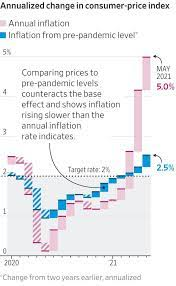 Annualized change in consumer-price index
Annual inflation
Inflation from pre-pandemic level*
5%
MAY
2021
5.0%
Comparing prices to
pre-pandemic levels
counteracts the base
effect and shows inflation
rising slower than the
annual inflation
rate indicates.
4
3
2.5%
Target rate: 2%
2
1
0
2020
21
*Change from two years earlier, annualized